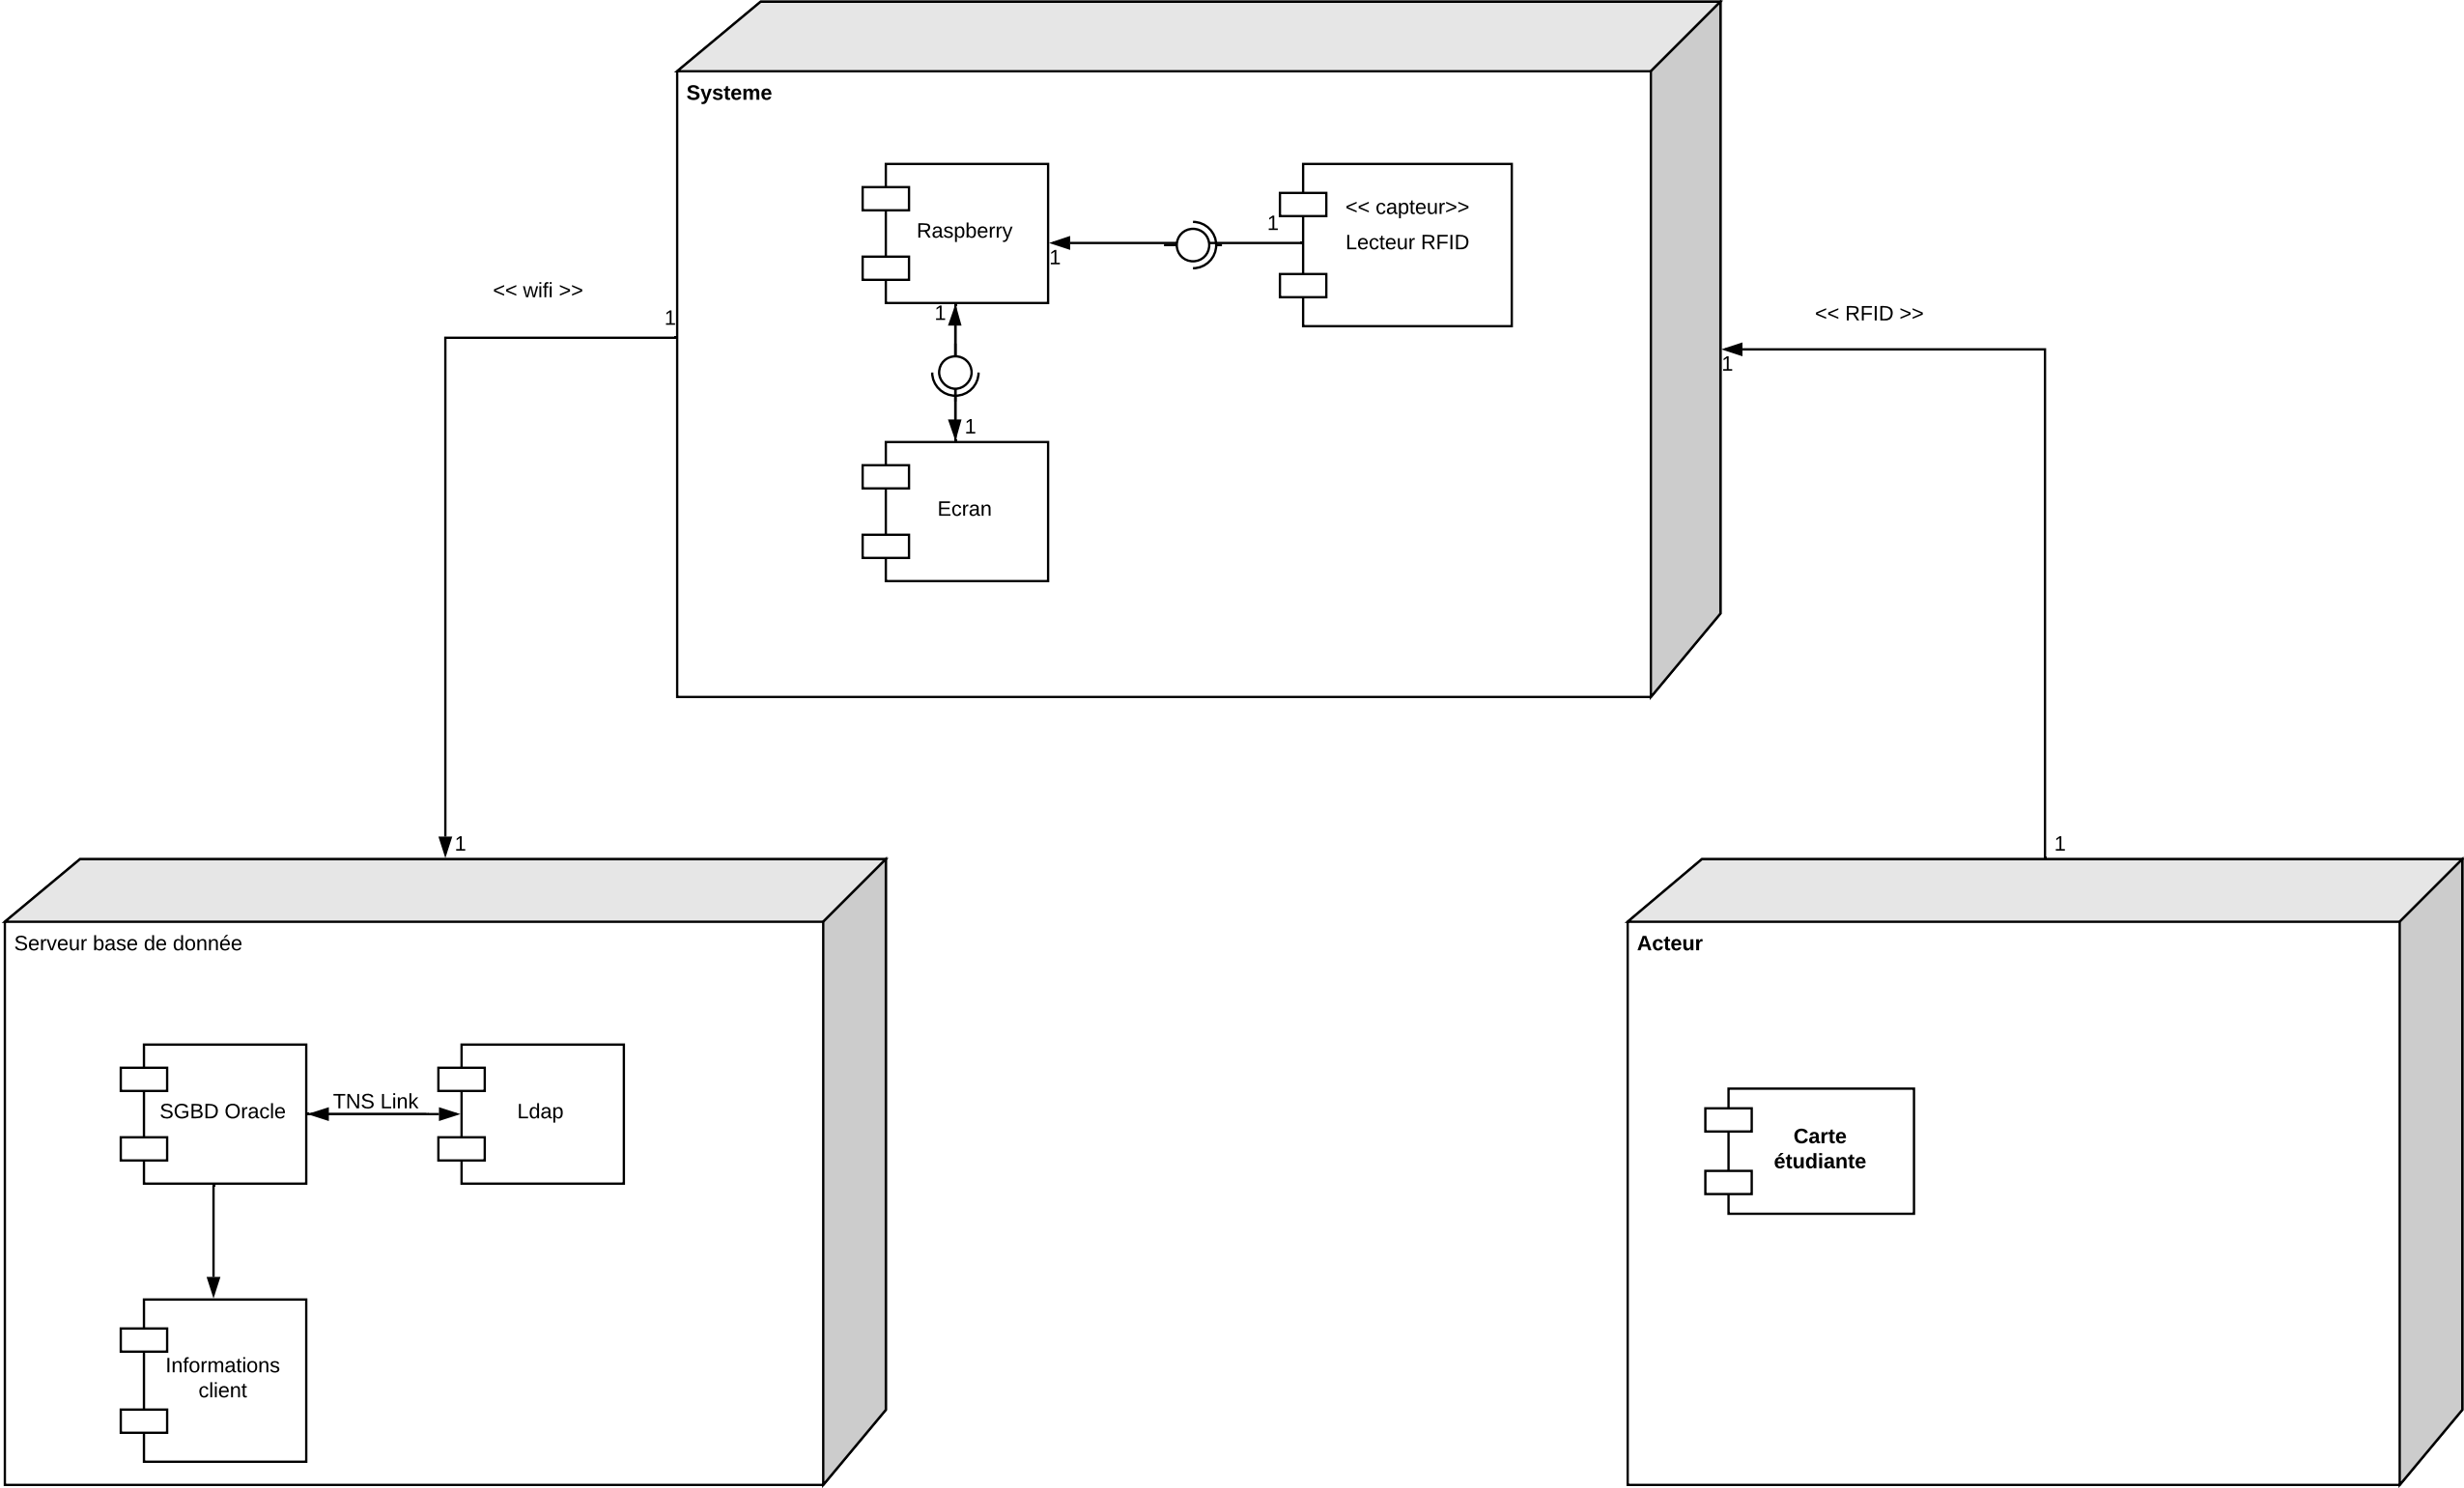 Systeme
<< capteur>>
Raspberry
Lecteur RFID
1
1
<< wifi >>
1
1
<< RFID >>
1
1
1
Ecran
1
1
Serveur base de donnée
Acteur
TNS Link
SGBD Oracle
Ldap
Carte
étudiante
Informations
client